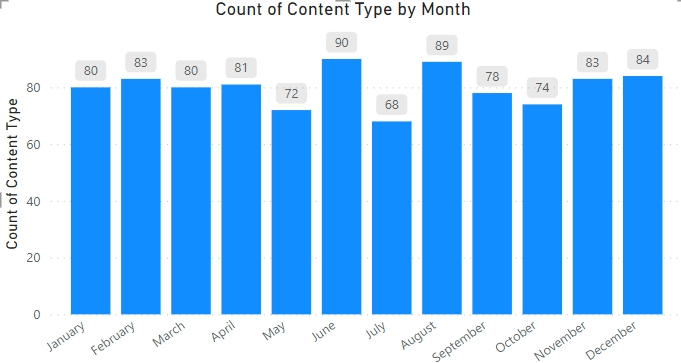 Count of Content Type by Month
Count of Content Type
80
60
40
20
0
80
83
80
81
72
90
68
89
78
74
83
84
January
February
March
April
May
June
July
August
September
October
November
December